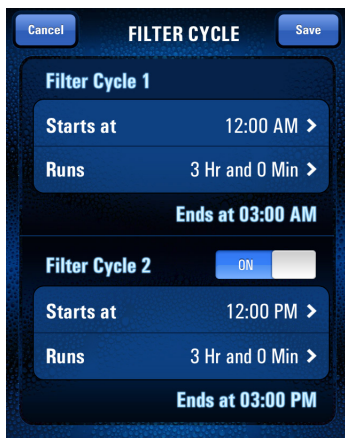 Cancel FILTER CYCLE Save
Filter Cycle 1
Starts at 12:00 AM >
Runs 3 Hr and 0 Min >
Ends at 03:00 AM
Filter Cycle 2 ON
Starts at 12:00 PM >
Runs 3 Hr and 0 Min >
Ends at 03:00 PM